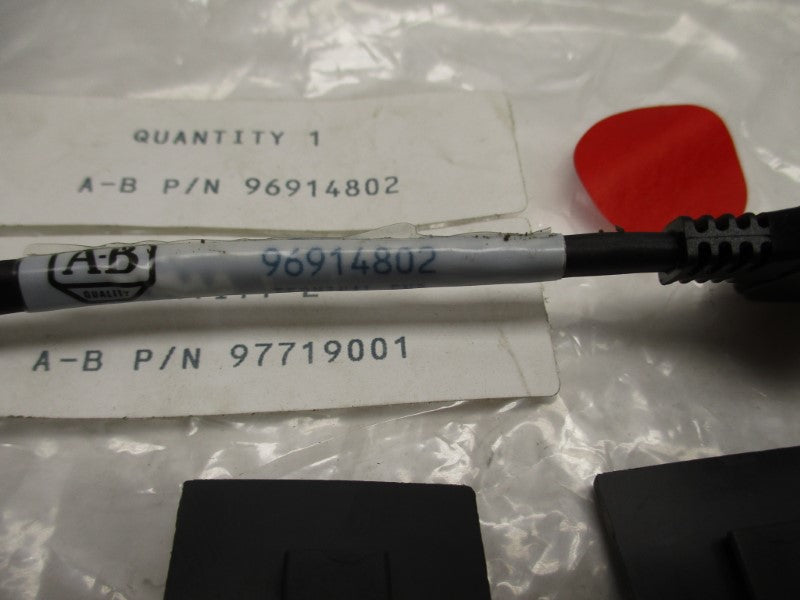 QUANTITY 1
A-B P/N 96914802
A-B
QUALITY
96914802
A-B P/N 97719001